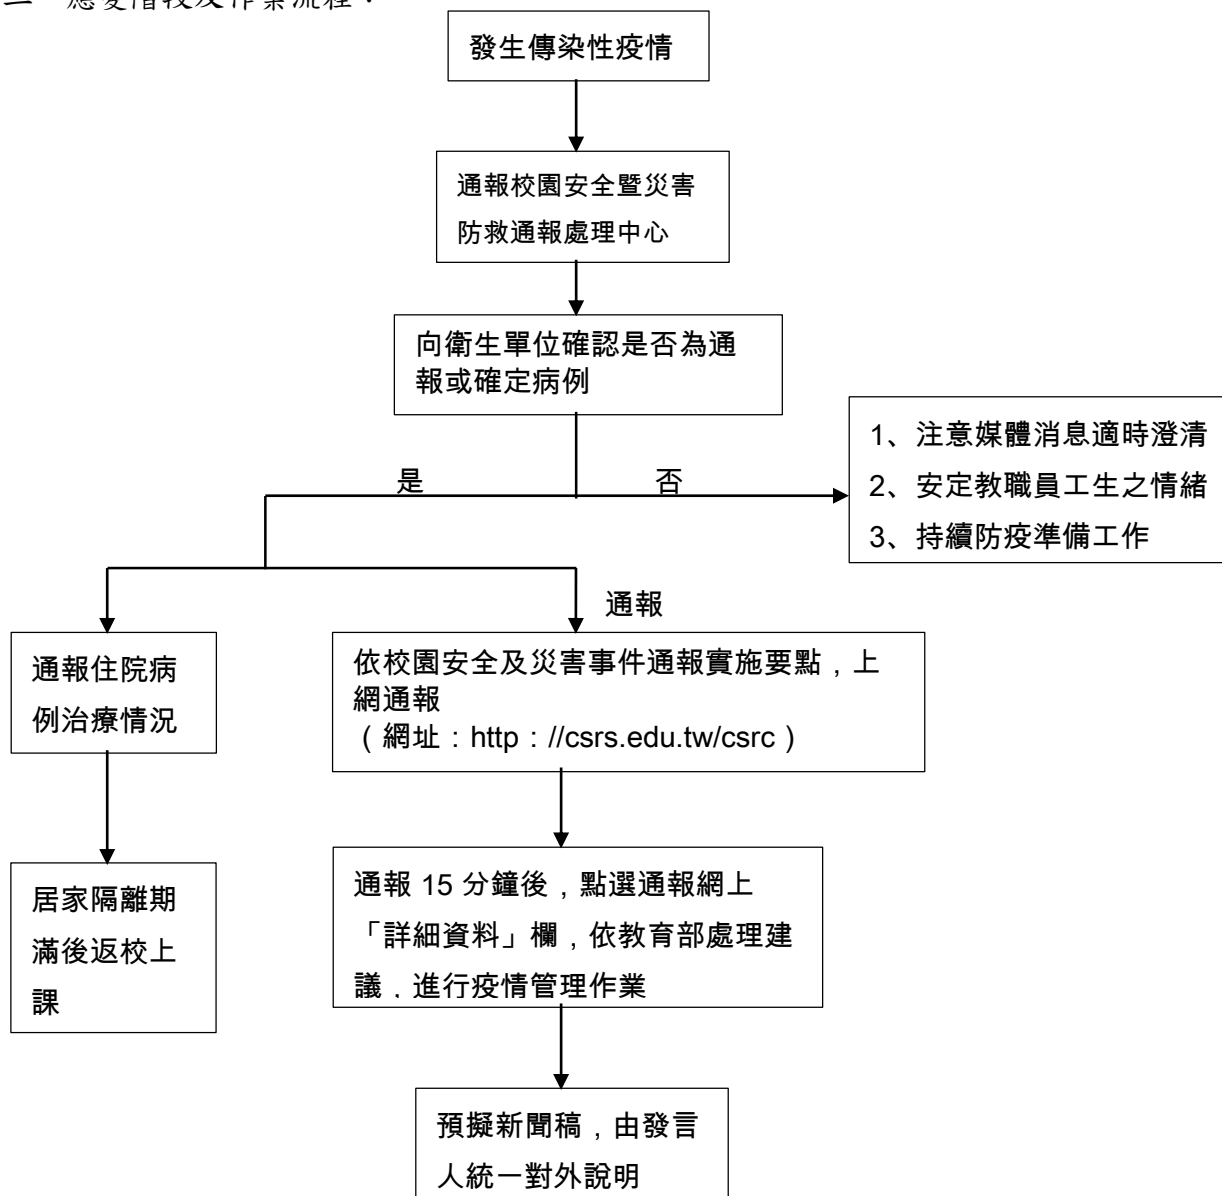 應變階段及作業流程：
發生傳染性疫情
通報校園安全暨災害
防救通報處理中心
向衛生單位確認是否為通
報或確定病例
是
否
1、注意媒體消息適時澄清
2、安定教職員工生之情緒
3、持續防疫準備工作
通報
通報住院病
例治療情況
依校園安全及災害事件通報實施要點，上
網通報
（網址：http：//csrs.edu.tw/csrc）
居家隔離期
滿後返校上
課
通報 15 分鐘後，點選通報網上
「詳細資料」欄，依教育部處理建
議，進行疫情管理作業
預擬新聞稿，由發言
人統一對外說明